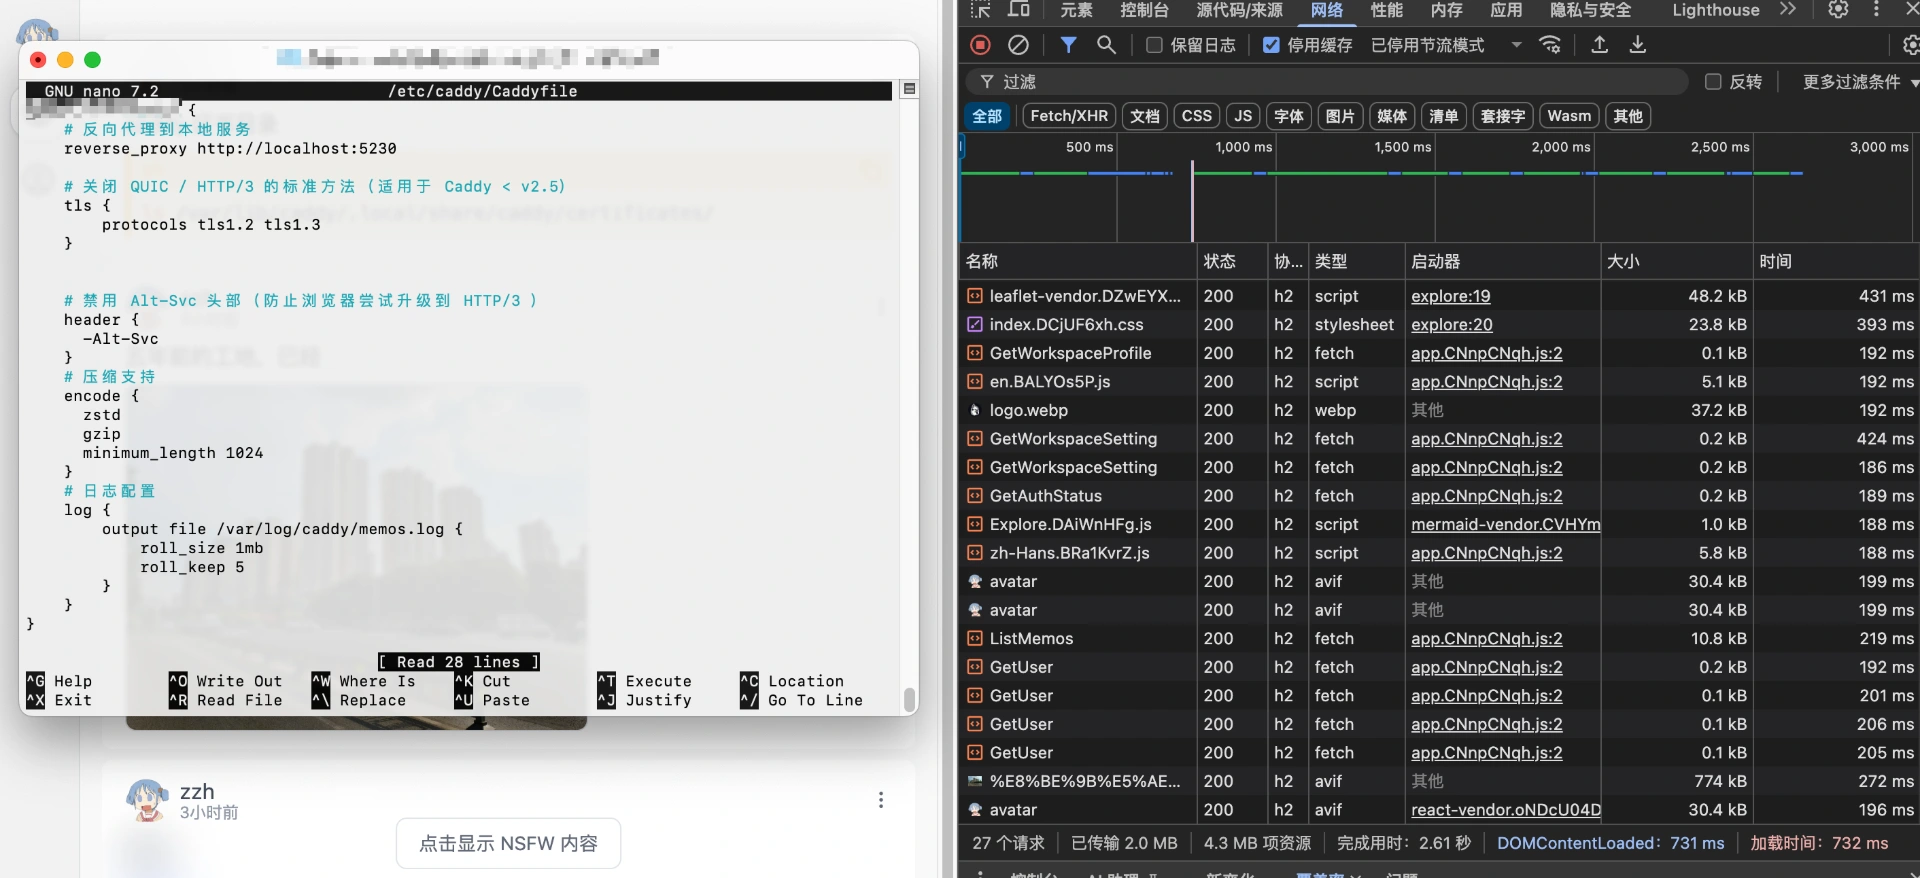 GNU nano 7.2 /etc/caddy/Caddyfile
{
# 反向代理到本地服务
reverse_proxy http://localhost:5230
# 关闭 QUIC / HTTP/3 的标准方法（适用于 Caddy < v2.5）
tls {
protocols tls1.2 tls1.3
}
# 禁用 Alt-Svc 头部（防止浏览器尝试升级到 HTTP/3 ）
header {
-Alt-Svc
}
# 压缩支持
encode {
zstd
gzip
minimum_length 1024
}
# 日志配置
log {
output file /var/log/caddy/memos.log {
roll_size 1mb
roll_keep 5
}
}
}
[ Read 28 lines ]
^G Help ^O Write Out ^W Where Is ^K Cut ^T Execute ^C Location
^X Exit ^R Read File ^\ Replace ^U Paste ^J Justify ^/ Go To Line
zzh
3小时前
点击显示 NSFW 内容
元素 控制台 源代码/来源 网络 性能 内存 应用 隐私与安全 Lighthouse
保留日志 停用缓存 已停用节流模式
过滤 反转 更多过滤条件
全部 Fetch/XHR 文档 CSS JS 字体 图片 媒体 清单 套接字 Wasm 其他
500 ms 1,000 ms 1,500 ms 2,000 ms 2,500 ms 3,000 ms
名称 状态 协... 类型 启动器 大小 时间
leaflet-vendor.DZwEYX... 200 h2 script explore:19 48.2 kB 431 ms
index.DCjUF6xh.css 200 h2 stylesheet explore:20 23.8 kB 393 ms
GetWorkspaceProfile 200 h2 fetch app.CNnpCNqh.js:2 0.1 kB 192 ms
en.BALYOs5P.js 200 h2 script app.CNnpCNqh.js:2 5.1 kB 192 ms
logo.webp 200 h2 webp 其他 37.2 kB 192 ms
GetWorkspaceSetting 200 h2 fetch app.CNnpCNqh.js:2 0.2 kB 424 ms
GetWorkspaceSetting 200 h2 fetch app.CNnpCNqh.js:2 0.2 kB 186 ms
GetAuthStatus 200 h2 fetch app.CNnpCNqh.js:2 0.2 kB 189 ms
Explore.DAiWnHFg.js 200 h2 script mermaid-vendor.CVHYm 1.0 kB 188 ms
zh-Hans.BRa1KvrZ.js 200 h2 script app.CNnpCNqh.js:2 5.8 kB 188 ms
avatar 200 h2 avif 其他 30.4 kB 199 ms
avatar 200 h2 avif 其他 30.4 kB 199 ms
ListMemos 200 h2 fetch app.CNnpCNqh.js:2 10.8 kB 219 ms
GetUser 200 h2 fetch app.CNnpCNqh.js:2 0.2 kB 192 ms
GetUser 200 h2 fetch app.CNnpCNqh.js:2 0.1 kB 201 ms
GetUser 200 h2 fetch app.CNnpCNqh.js:2 0.1 kB 206 ms
GetUser 200 h2 fetch app.CNnpCNqh.js:2 0.1 kB 205 ms
%E8%BE%9B%E5%AE... 200 h2 avif 其他 774 kB 272 ms
avatar 200 h2 avif react-vendor.oNDcU04D 30.4 kB 196 ms
27 个请求 已传输 2.0 MB 4.3 MB 项资源 完成用时：2.61 秒 DOMContentLoaded：731 ms 加载时间：732 ms